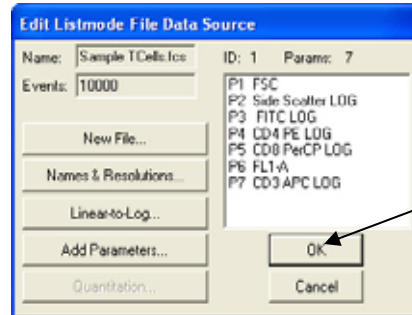 Edit Listmode File Data Source
Name: Sample TCells.fcs
ID: 1 Params: 7
Events: 10000
P1 FSC
P2 Side Scatter LOG
P3 FITC LOG
P4 CD4 PE LOG
P5 CD8 PerCP LOG
P6 FL1-A
P7 CD3 APC LOG
New File...
Names & Resolutions...
Linear-to-Log...
Add Parameters...
Quantitation...
OK
Cancel